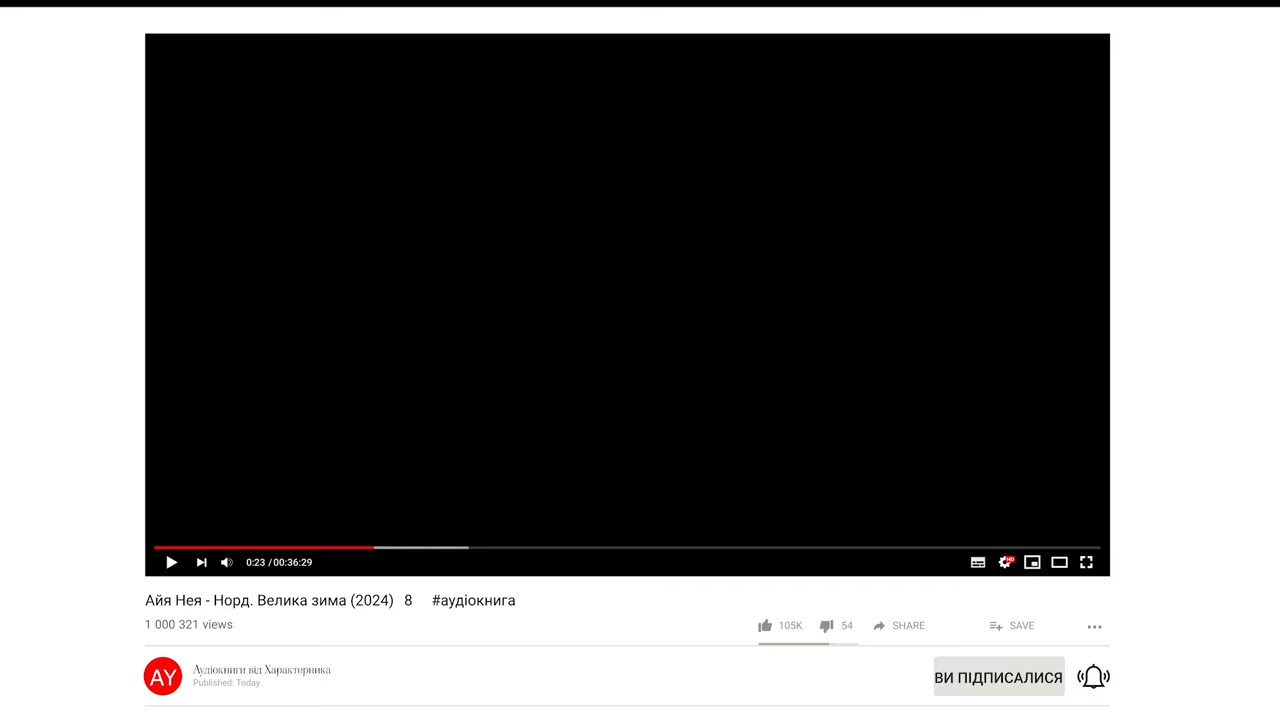 0:23 / 00:36:29
HD
Айя Нея - Норд. Велика зима (2024) 8 #аудіокнига
1 000 321 views
105K 54 SHARE SAVE
AY
Аудіокниги від Характерника
Published: Today
ВИ ПІДПИСАЛИСЯ